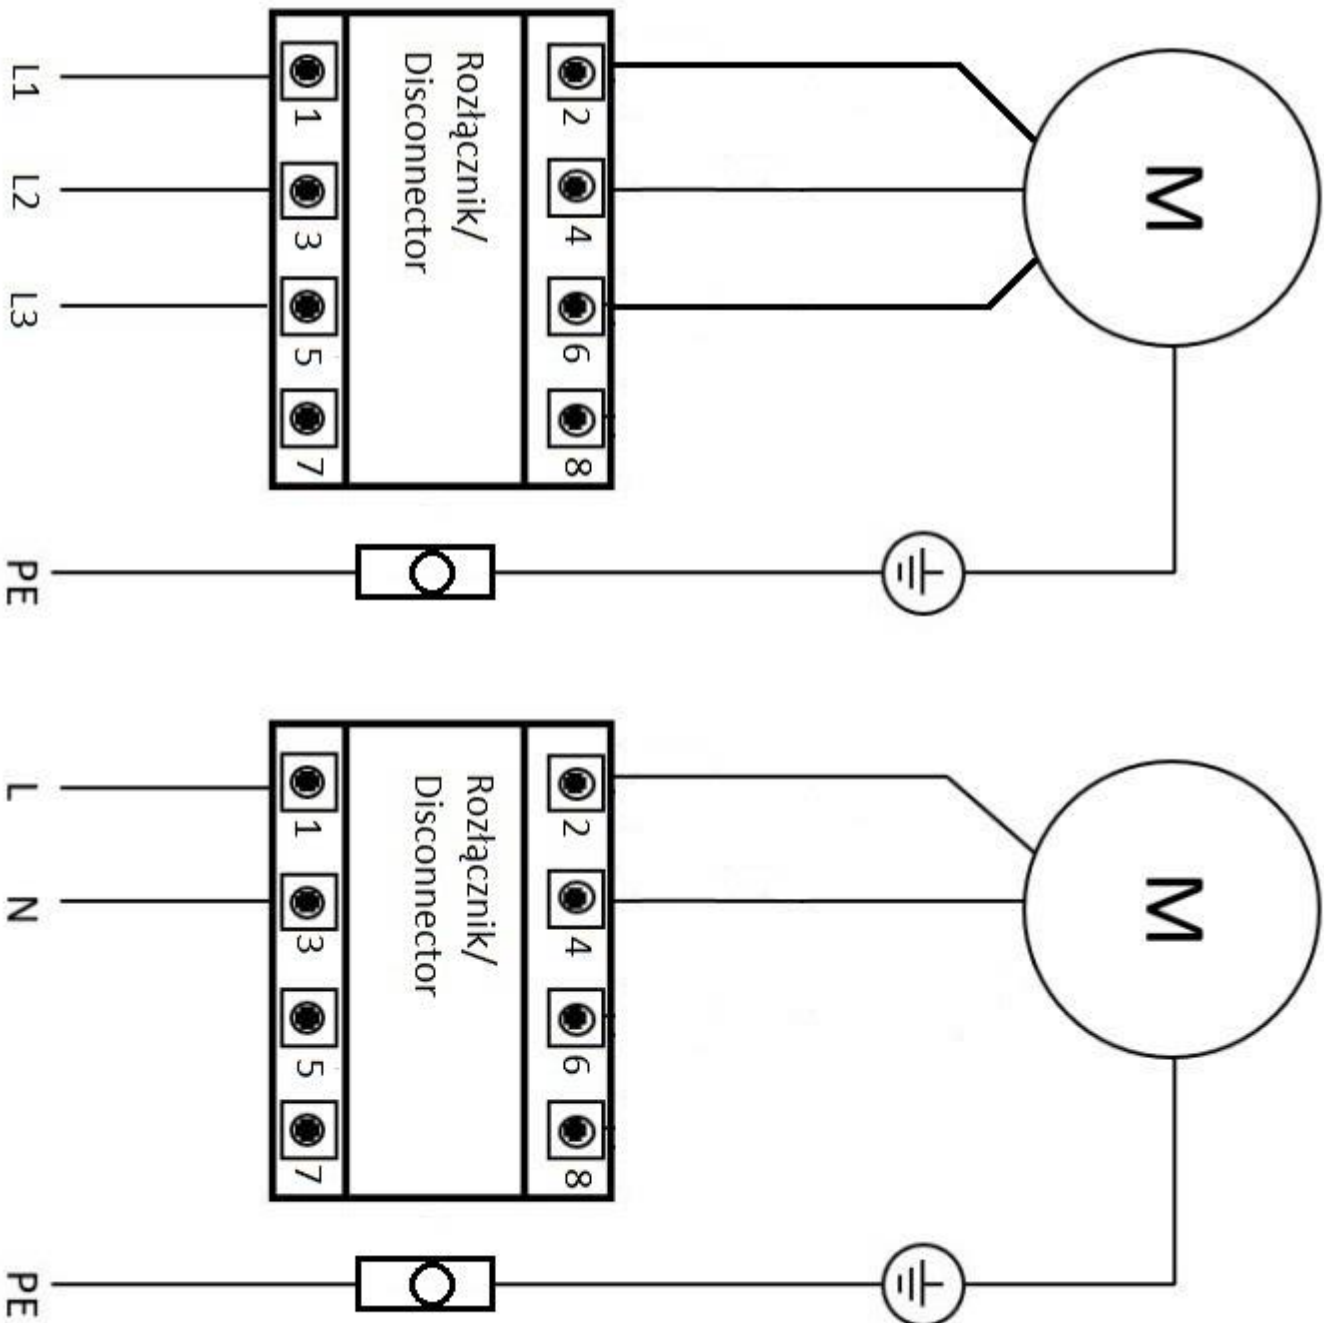 M
2 4 6 8
Rozłącznik/
Disconnector
1 3 5 7
L1 L2 L3 PE
M
2 4 6 8
Rozłącznik/
Disconnector
1 3 5 7
L N PE